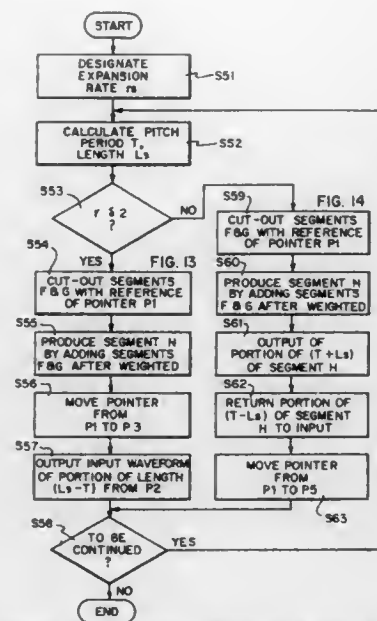 START
DESIGNATE
EXPANSION
RATE rs
S51
CALCULATE PITCH
PERIOD T,
LENGTH Ls
S52
S53
r ≤ 2
?
NO
YES
S54
FIG. 13
CUT-OUT SEGMENTS
F & G WITH REFERENCE
OF POINTER P1
S55
PRODUCE SEGMENT H
BY ADDING SEGMENTS
F & G AFTER WEIGHTED
S56
MOVE POINTER
FROM
P1 TO P3
S57
OUTPUT INPUT WAVEFORM
OF PORTION OF LENGTH
(Ls-T) FROM P2
S59
FIG. 14
CUT-OUT SEGMENTS
F&G WITH REFERENCE
OF POINTER P1
S60
PRODUCE SEGMENT H
BY ADDING SEGMENTS
F & G AFTER WEIGHTED
S61
OUTPUT OF
PORTION OF (T+Ls)
OF SEGMENT H
S62
RETURN PORTION OF
(T-Ls) OF SEGMENT
H TO INPUT
MOVE POINTER
FROM
P1 TO P5
S63
S58
TO BE
CONTINUED
?
YES
NO
END